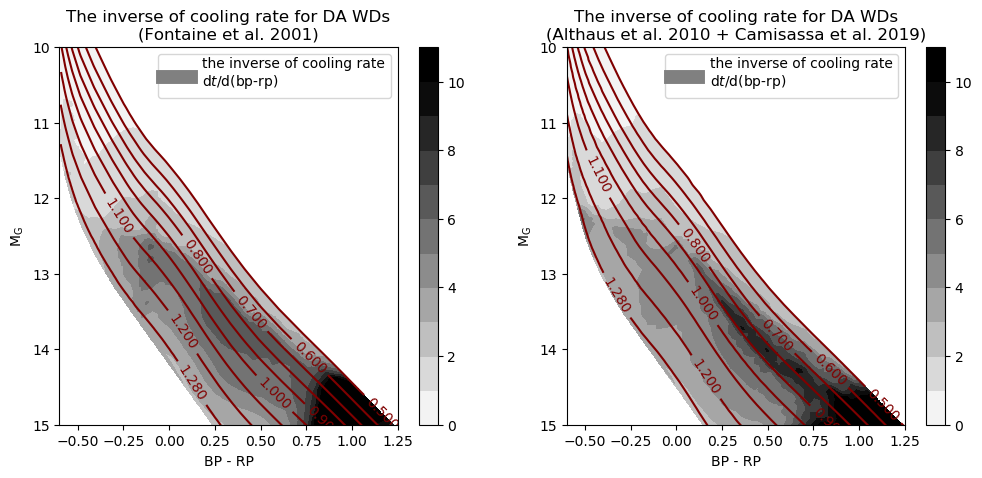 The inverse of cooling rate for DA WDs
(Fontaine et al. 2001)
the inverse of cooling rate
dt/d(bp-rp)
10
11
12
13
14
15
M_G
−0.50 −0.25 0.00 0.25 0.50 0.75 1.00 1.25
BP - RP
1.100
0.800
0.700
0.600
0.500
1.200
1.280
1.000
0.90
10
8
6
4
2
0
The inverse of cooling rate for DA WDs
(Althaus et al. 2010 + Camisassa et al. 2019)
the inverse of cooling rate
dt/d(bp-rp)
10
11
12
13
14
15
M_G
−0.50 −0.25 0.00 0.25 0.50 0.75 1.00 1.25
BP - RP
1.100
0.800
1.000
0.700
0.600
0.500
1.280
1.200
10
8
6
4
2
0